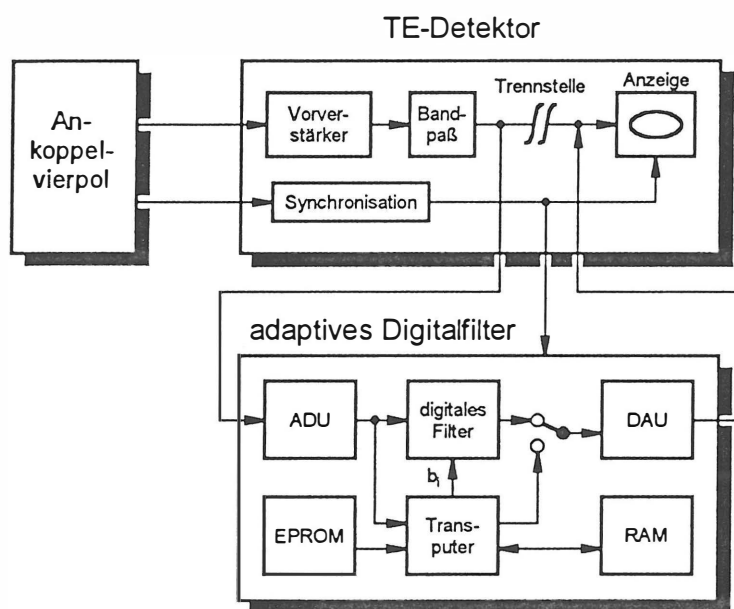 TE-Detektor
An-
koppel-
vierpol
Vorver-
stärker
Band-
paß
Trennstelle
Anzeige
Synchronisation
adaptives Digitalfilter
ADU
digitales
Filter
DAU
bi
EPROM
Trans-
puter
RAM